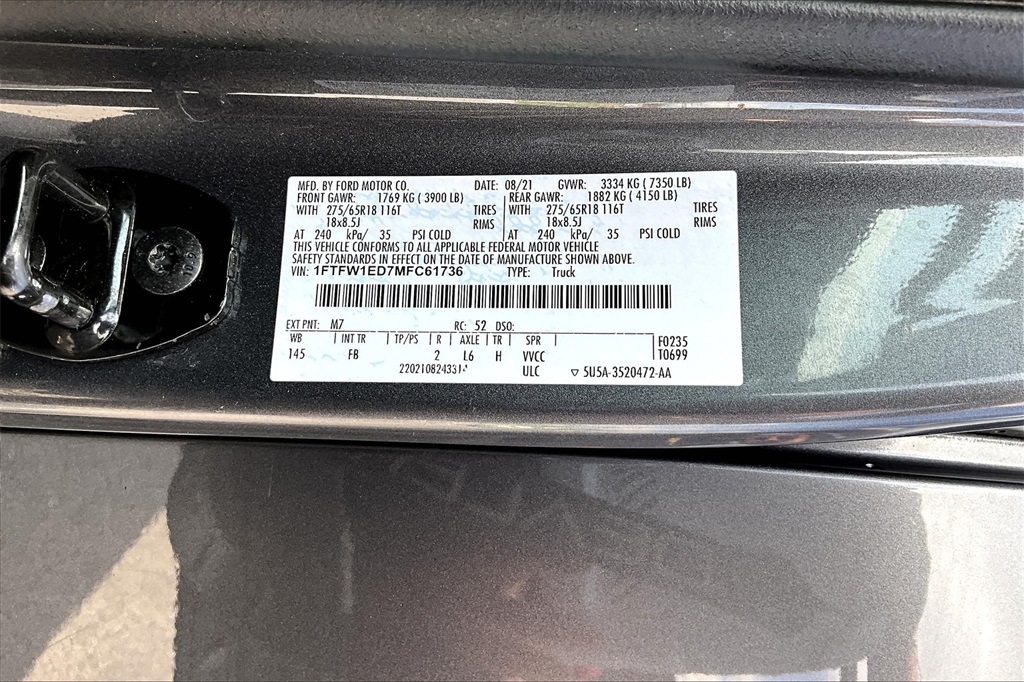 MFD. BY FORD MOTOR CO. DATE: 08/21 GVWR: 3334 KG ( 7350 LB)
FRONT GAWR: 1769 KG ( 3900 LB) REAR GAWR: 1882 KG ( 4150 LB)
WITH 275/65R18 116T TIRES WITH 275/65R18 116T TIRES
18x8.5J RIMS 18x8.5J RIMS
AT 240 kPa/ 35 PSI COLD AT 240 kPa/ 35 PSI COLD
THIS VEHICLE CONFORMS TO ALL APPLICABLE FEDERAL MOTOR VEHICLE
SAFETY STANDARDS IN EFFECT ON THE DATE OF MANUFACTURE SHOWN ABOVE.
VIN: 1FTFW1ED7MFC61736 TYPE: Truck
EXT PNT: M7 RC: 52 DSO:
WB INT TR TP/PS R AXLE TR SPR F0235
145 FB 2 L6 H VVCC T0699
ULC 5U5A-3520472-AA